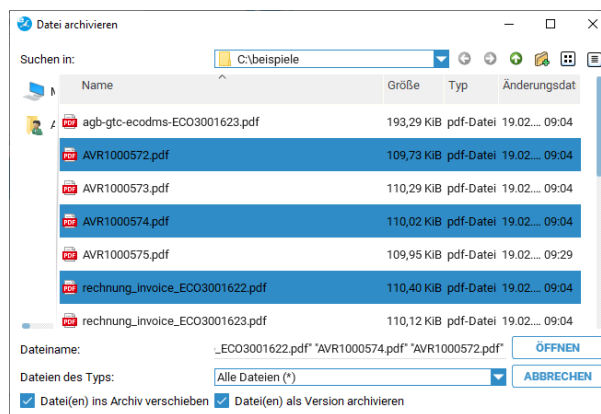 Datei archivieren
Suchen in: C:\beispiele
Name Größe Typ Änderungsdat
agb-gtc-ecodms-ECO3001623.pdf 193,29 KiB pdf-Datei 19.02.... 09:04
AVR1000572.pdf 109,73 KiB pdf-Datei 19.02.... 09:04
AVR1000573.pdf 110,29 KiB pdf-Datei 19.02.... 09:04
AVR1000574.pdf 110,02 KiB pdf-Datei 19.02.... 09:04
AVR1000575.pdf 109,95 KiB pdf-Datei 19.02.... 09:29
rechnung_invoice_ECO3001622.pdf 110,40 KiB pdf-Datei 19.02.... 09:04
rechnung_invoice_ECO3001623.pdf 110,12 KiB pdf-Datei 19.02.... 09:04
Dateiname: _ECO3001622.pdf" "AVR1000574.pdf" "AVR1000572.pdf" ÖFFNEN
Dateien des Typs: Alle Dateien (*) ABBRECHEN
Datei(en) ins Archiv verschieben Datei(en) als Version archivieren